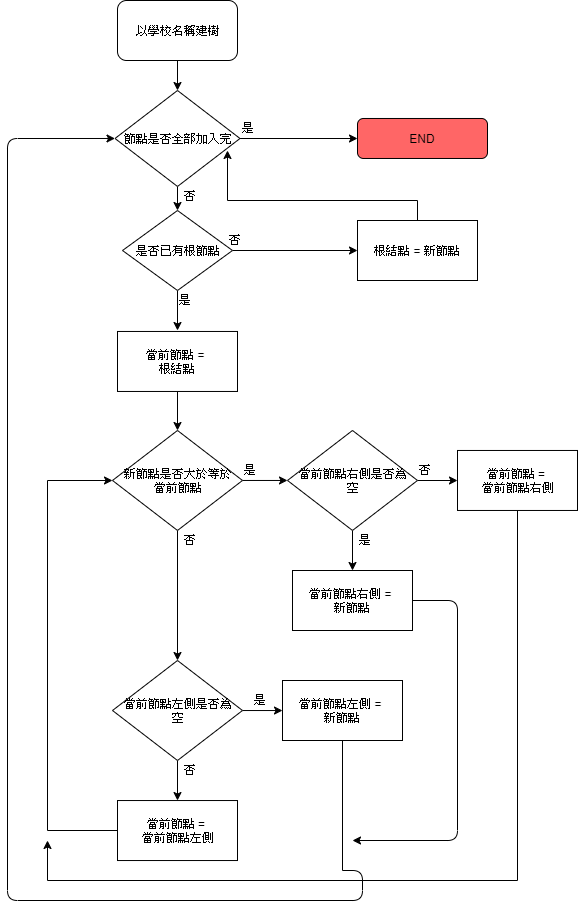 以學校名稱建樹
節點是否全部加入完
是
END
否
是否已有根節點
否
根結點 = 新節點
是
當前節點 =
根結點
新節點是否大於等於
當前節點
是
當前節點右側是否為
空
否
當前節點 =
當前節點右側
否
是
當前節點右側 =
新節點
當前節點左側是否為
空
是
當前節點左側 =
新節點
否
當前節點 =
當前節點左側